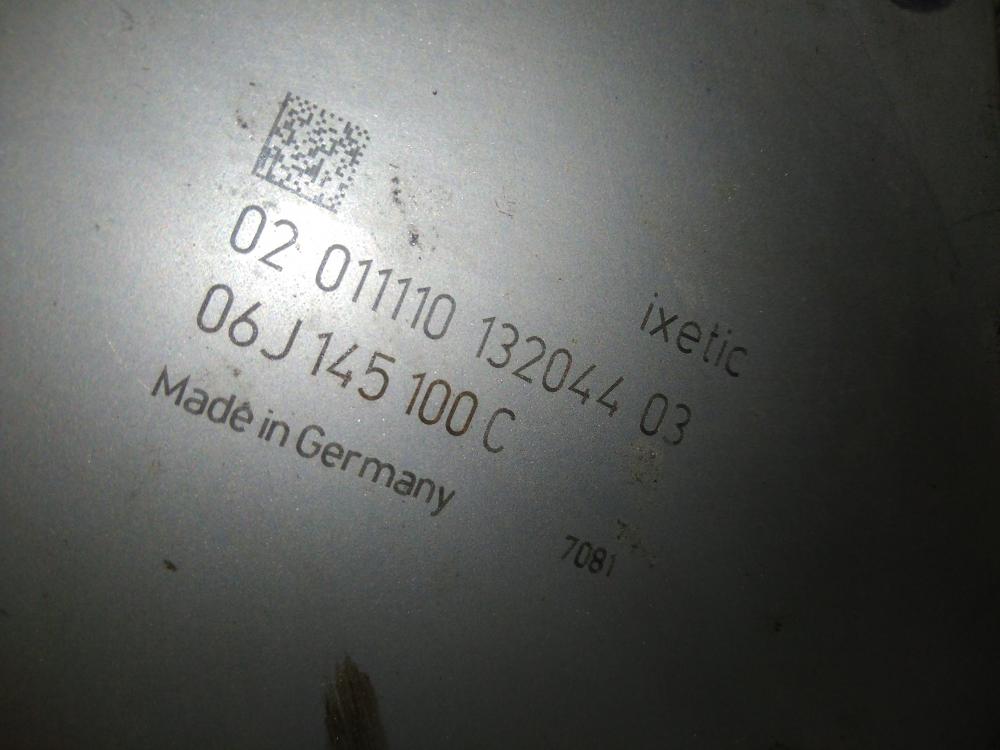 ixetic
02 011110 132044 03
06J 145 100 C
Made in Germany
7081